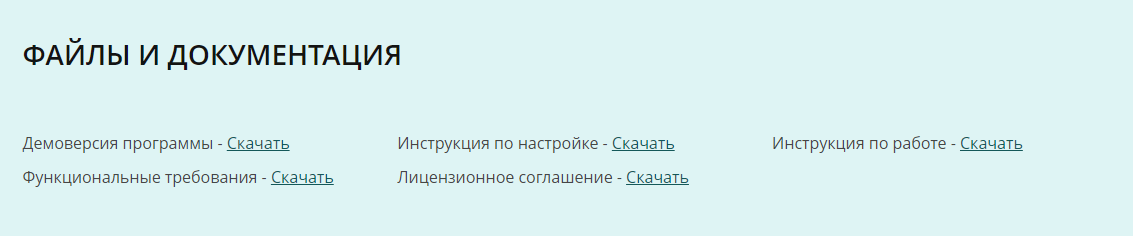 ФАЙЛЫ И ДОКУМЕНТАЦИЯ
Демоверсия программы - Скачать
Инструкция по настройке - Скачать
Инструкция по работе - Скачать
Функциональные требования - Скачать
Лицензионное соглашение - Скачать